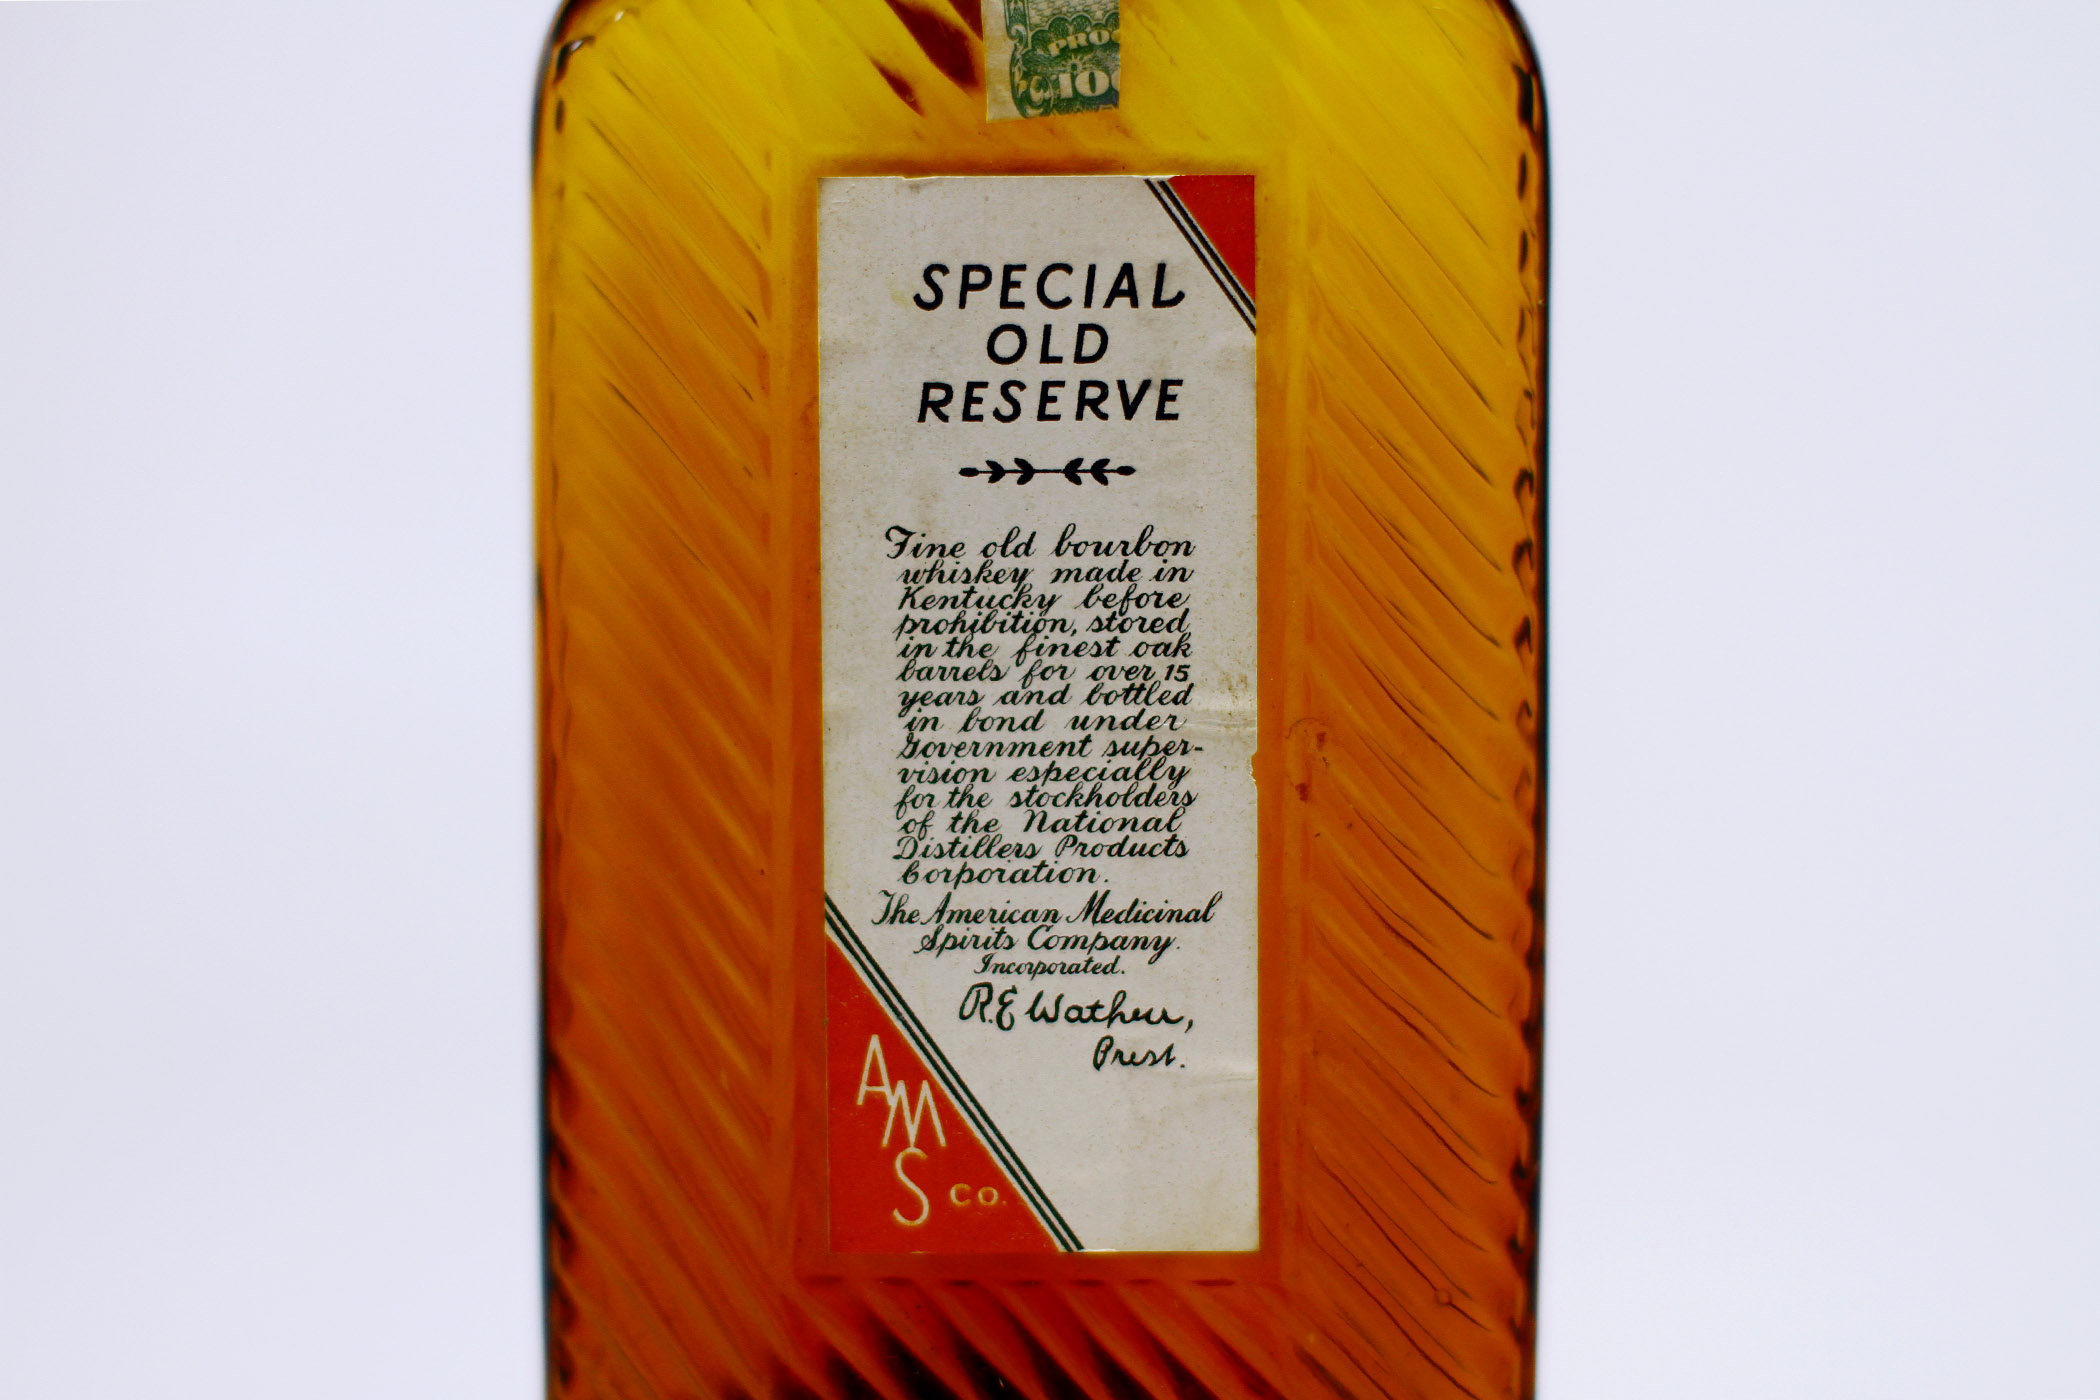 PROO
100
SPECIAL
OLD
RESERVE
Fine old bourbon
whiskey made in
Kentucky before
prohibition, stored
in the finest oak
barrels for over 15
years and bottled
in bond under
Government super-
vision especially
for the stockholders
of the National
Distillers Products
Corporation.
The American Medicinal
Spirits Company.
Incorporated.
R.E Wathen,
Prest.
AMS Co.